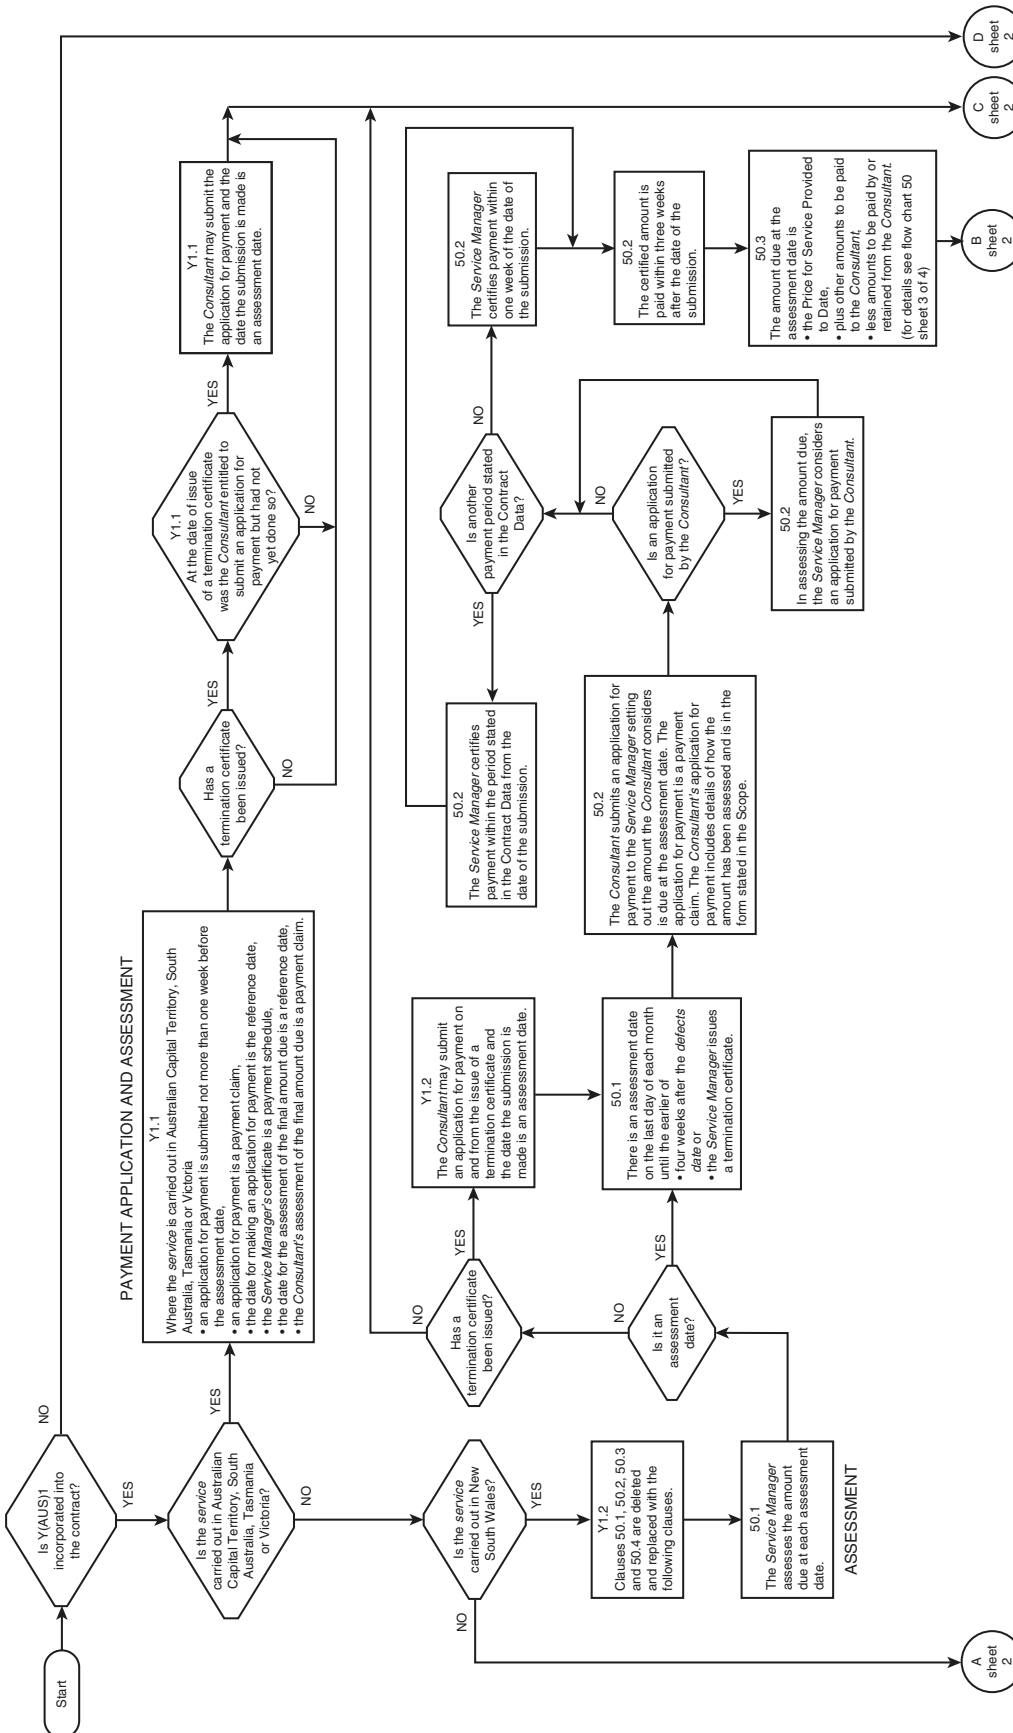 Start
Is Y(AUS)1
incorporated into
the contract?
NO
YES
D
sheet
2
PAYMENT APPLICATION AND ASSESSMENT
Is the service
carried out in Australian
Capital Territory, South
Australia, Tasmania
or Victoria?
YES
NO
Y1.1
Where the service is carried out in Australian Capital Territory, South
Australia, Tasmania or Victoria
• an application for payment is submitted not more than one week before
the assessment date,
• an application for payment is a payment claim,
• the date for making an application for payment is the reference date,
• the Service Manager's certificate is a payment schedule,
• the date for the assessment of the final amount due is a reference date,
• the Consultant's assessment of the final amount due is a payment claim.
Has a
termination certificate
been issued?
YES
NO
Y1.1
At the date of issue
of a termination certificate
was the Consultant entitled to
submit an application for
payment but had not
yet done so?
YES
NO
Y1.1
The Consultant may submit the
application for payment and the
date the submission is made is
an assessment date.
C
sheet
2
Is the service
carried out in New
South Wales?
NO
YES
A
sheet
2
Y1.2
Clauses 50.1, 50.2, 50.3
and 50.4 are deleted
and replaced with the
following clauses.
50.1
The Service Manager
assesses the amount
due at each assessment
date.
ASSESSMENT
Is it an
assessment
date?
NO
YES
Has a
termination certificate
been issued?
NO
YES
Y1.2
The Consultant may submit
an application for payment on
and from the issue of a
termination certificate and
the date the submission is
made is an assessment date.
50.1
There is an assessment date
on the last day of each month
until the earlier of
• four weeks after the defects
date or
• the Service Manager issues
a termination certificate.
50.2
The Consultant submits an application for
payment to the Service Manager setting
out the amount the Consultant considers
is due at the assessment date. The
application for payment is a payment
claim. The Consultant's application for
payment includes details of how the
amount has been assessed and is in the
form stated in the Scope.
Is an application
for payment submitted
by the Consultant?
NO
YES
50.2
In assessing the amount due,
the Service Manager considers
an application for payment
submitted by the Consultant.
Is another
payment period stated
in the Contract
Data?
YES
NO
50.2
The Service Manager certifies
payment within the period stated
in the Contract Data from the
date of the submission.
50.2
The Service Manager
certifies payment within
one week of the date of
the submission.
50.2
The certified amount is
paid within three weeks
after the date of the
submission.
50.3
The amount due at the
assessment date is
• the Price for Service Provided
to Date,
• plus other amounts to be paid
to the Consultant,
• less amounts to be paid by or
retained from the Consultant.
(for details see flow chart 50
sheet 3 of 4)
B
sheet
2